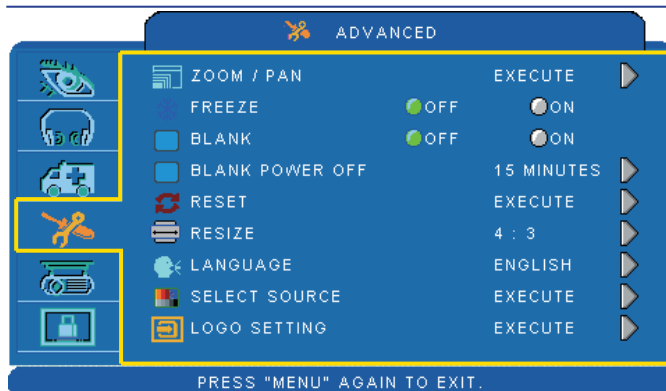 ADVANCED
ZOOM / PAN EXECUTE
FREEZE OFF ON
BLANK OFF ON
BLANK POWER OFF 15 MINUTES
RESET EXECUTE
RESIZE 4 : 3
LANGUAGE ENGLISH
SELECT SOURCE EXECUTE
LOGO SETTING EXECUTE
PRESS "MENU" AGAIN TO EXIT.